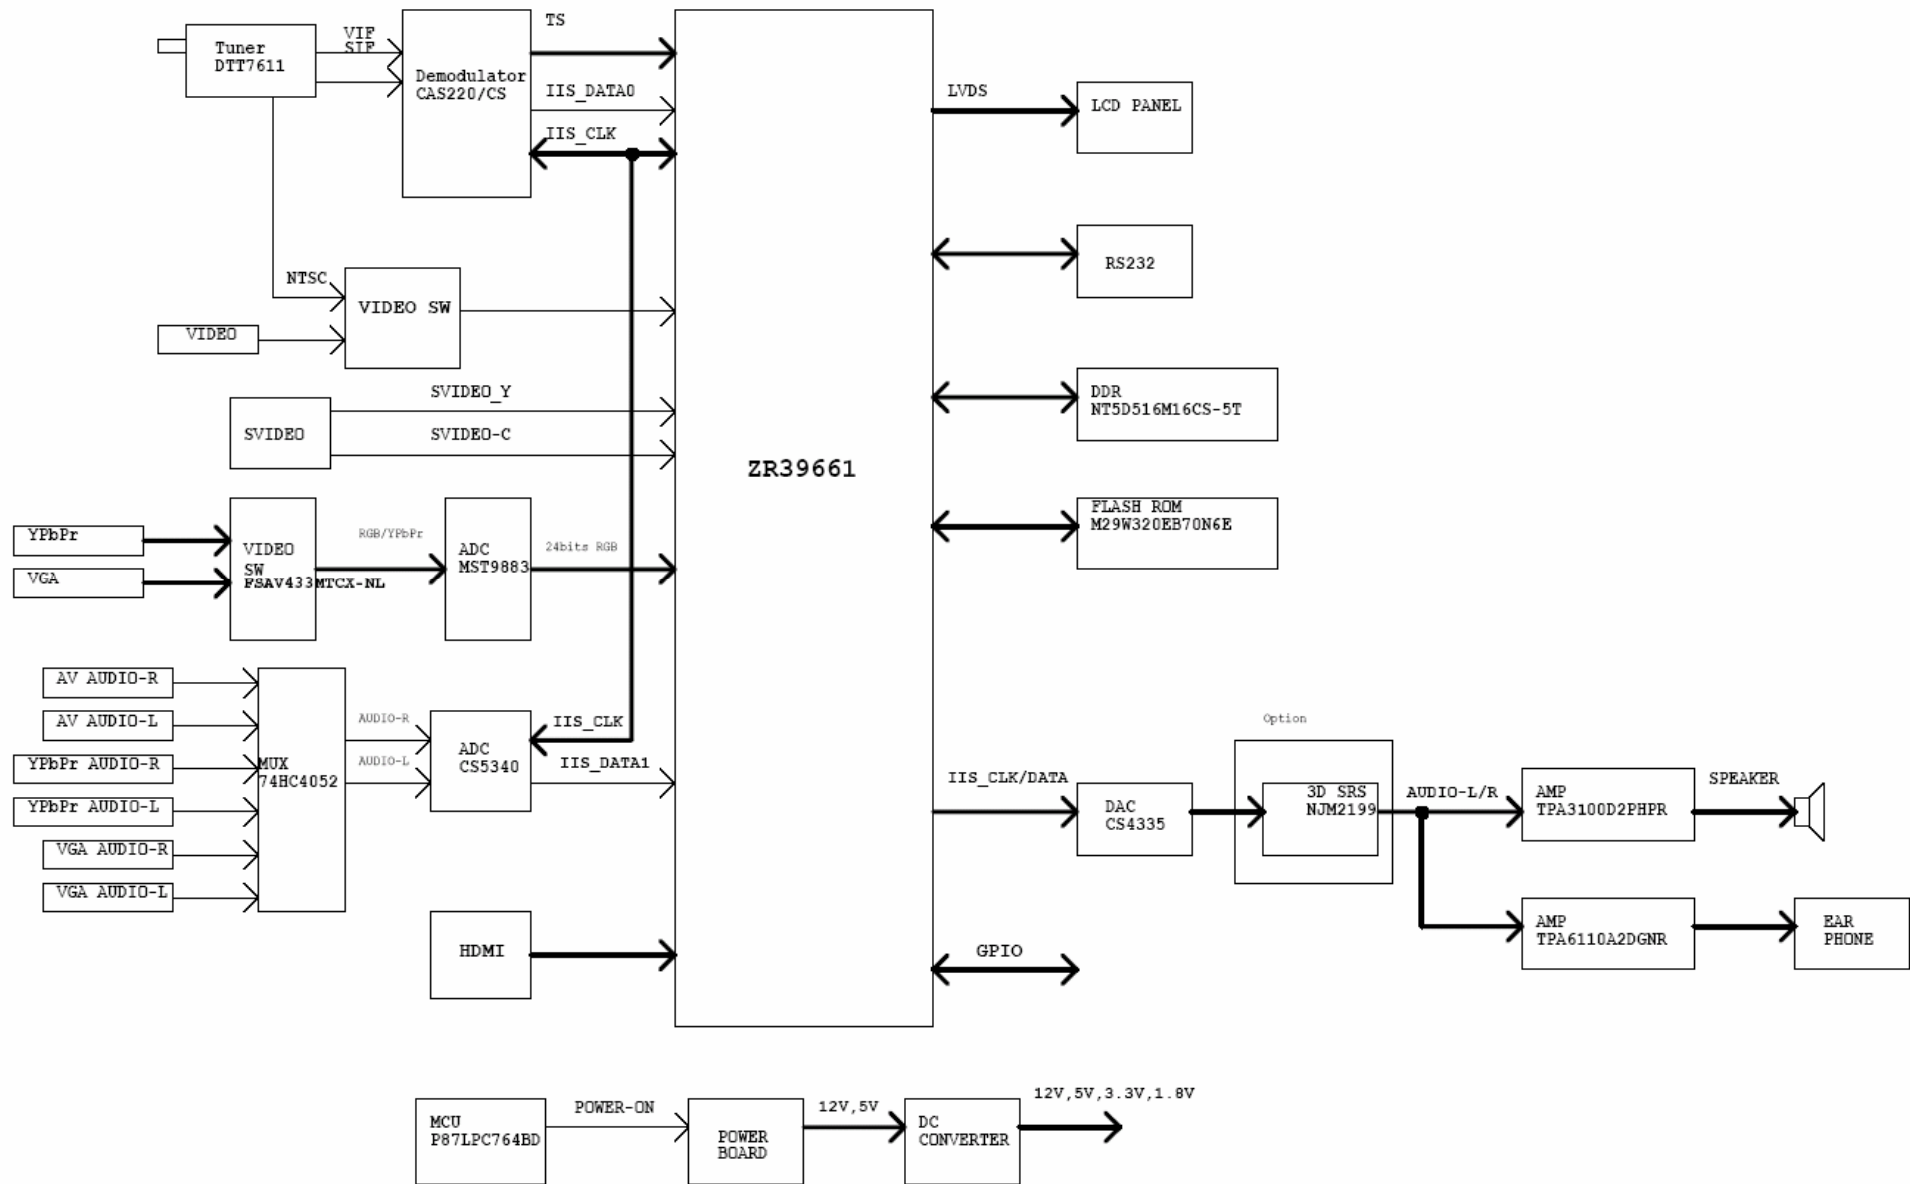 TS
VIF
SIF
Tuner
DTT7611
Demodulator
CAS220/CS
IIS_DATA0
IIS_CLK
LVDS
LCD PANEL
RS232
NTSC
VIDEO SW
VIDEO
SVIDEO_Y
SVIDEO
SVIDEO-C
DDR
NT5D516M16CS-5T
ZR39661
FLASH ROM
M29W320EB70N6E
YPbPr
VGA
VIDEO
SW
FSAV433MTCX-NL
RGB/YPbPr
ADC
MST9883
24bits RGB
AV AUDIO-R
AV AUDIO-L
YPbPr AUDIO-R
YPbPr AUDIO-L
VGA AUDIO-R
VGA AUDIO-L
MUX
74HC4052
AUDIO-R
AUDIO-L
ADC
CS5340
IIS_CLK
IIS_DATA1
HDMI
IIS_CLK/DATA
DAC
CS4335
Option
3D SRS
NJM2199
AUDIO-L/R
AMP
TPA3100D2PHPR
SPEAKER
AMP
TPA6110A2DGNR
EAR
PHONE
GPIO
MCU
P87LPC764BD
POWER-ON
POWER
BOARD
12V,5V
DC
CONVERTER
12V,5V,3.3V,1.8V